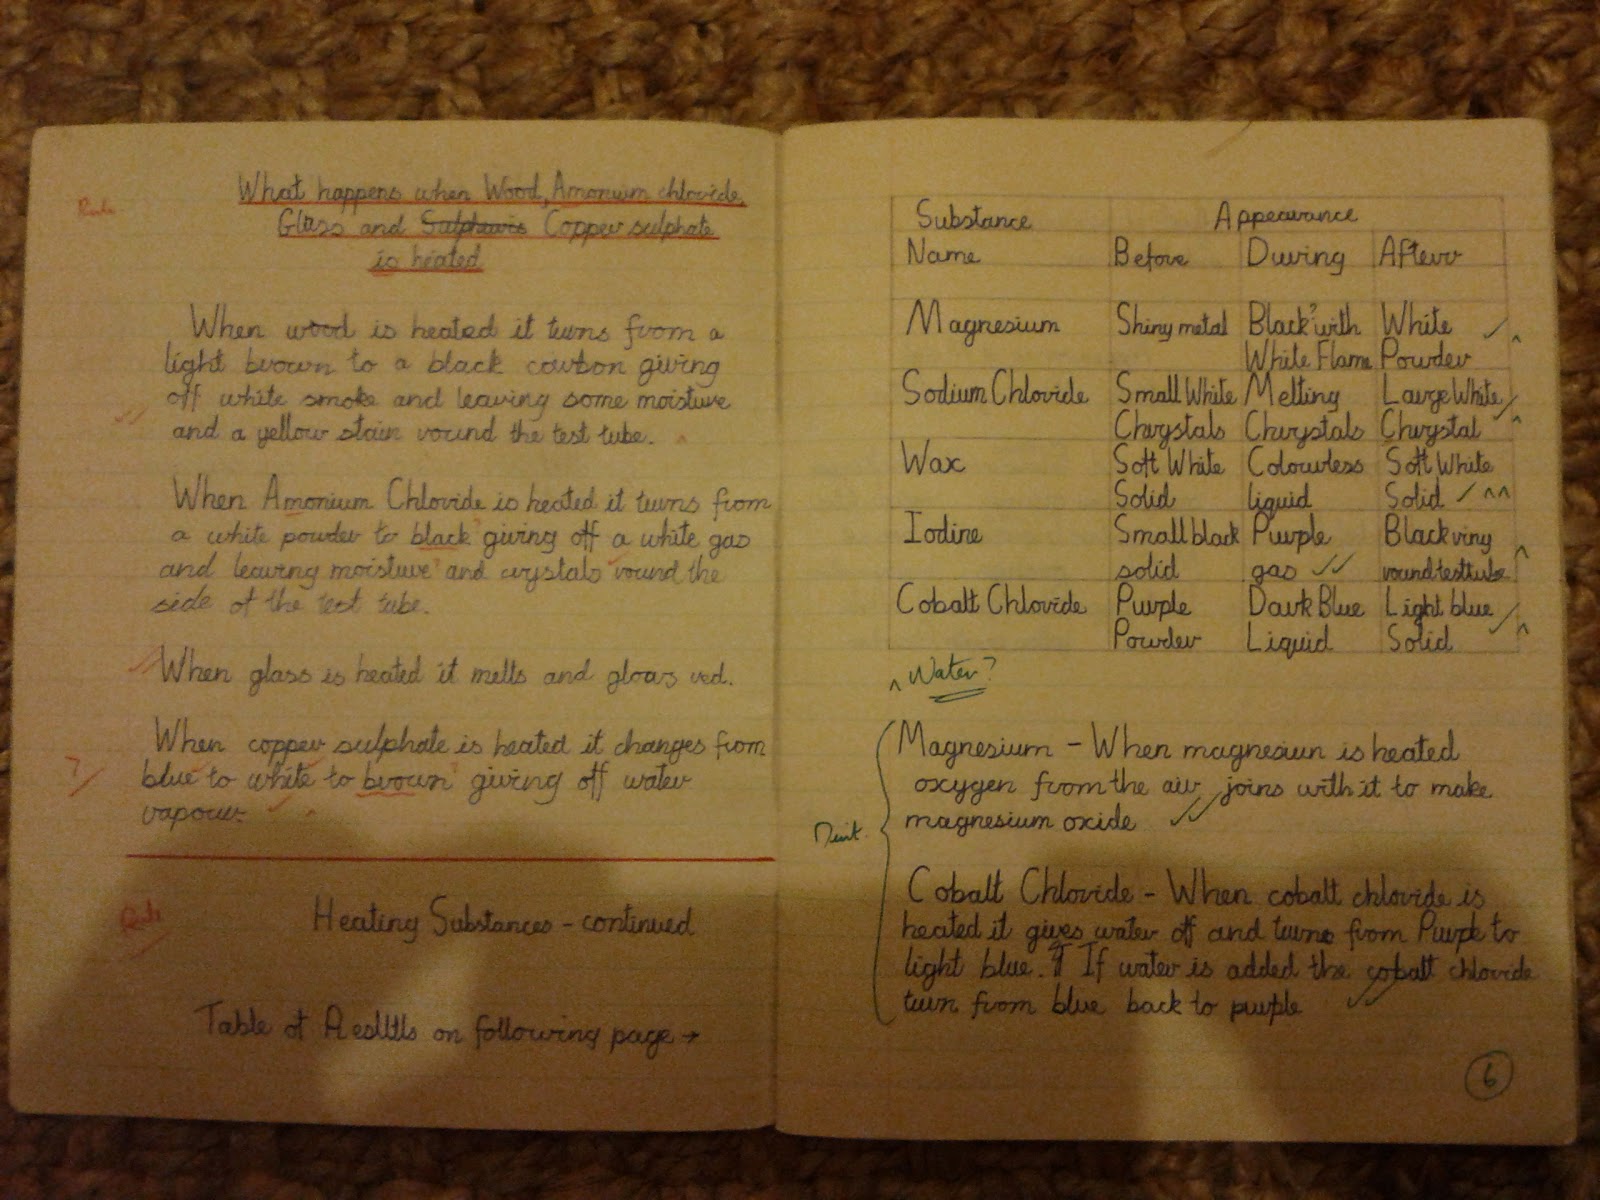 Rule
What happens when Wood, Amonium chloride,
Glass and Sulpheric Copper sulphate
is heated
When wood is heated it turns from a
light brown to a black carbon giving
off white smoke and leaving some moisture
and a yellow stain round the test tube.
When Amonium Chloride is heated it turns from
a white powder to black? giving off a white gas
and leaving moisture? and crystals round the
side of the test tube.
When glass is heated it melts and glows red.
When copper sulphate is heated it changes from
blue to white to brown? giving off water
vapour.
?/
Rule
Heating Substances - continued
Table of Results on following page →
Substance Appearance
Name Before During Afterr
Magnesium Shiny metal Black? with White
White Flame Powder
Sodium Chloride Small White Melting Large White
Chrystals Chrystals Chrystal
Wax Soft White Colourless Soft White
Solid liquid Solid
Iodine Small black Purple Black ring
solid gas round test tube
Cobalt Chloride Purple Dark Blue Light blue
Powder Liquid Solid
^ Water?
Magnesium - When magnesium is heated
oxygen from the air joins with it to make
magnesium oxide
Cobalt Chloride - When cobalt chloride is
heated it gives water off and turns from Purple to
light blue. If water is added the cobalt chloride
turn from blue back to purple
6